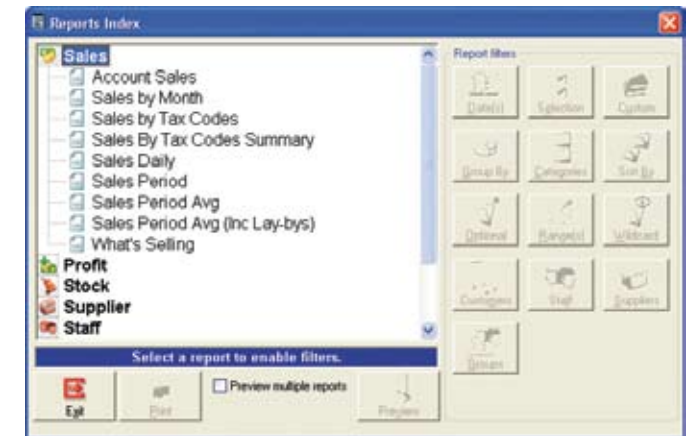 Reports Index
Sales
Account Sales
Sales by Month
Sales by Tax Codes
Sales By Tax Codes Summary
Sales Daily
Sales Period
Sales Period Avg
Sales Period Avg (Inc Lay-bys)
What's Selling
Profit
Stock
Supplier
Staff
Select a report to enable filters.
Exit
Print
Preview multiple reports
Preview
Report filters
Date(s) Selection Custom
Group By Categories Sort By
Optional Range(s) Wildcard
Customers Staff Suppliers
Groups